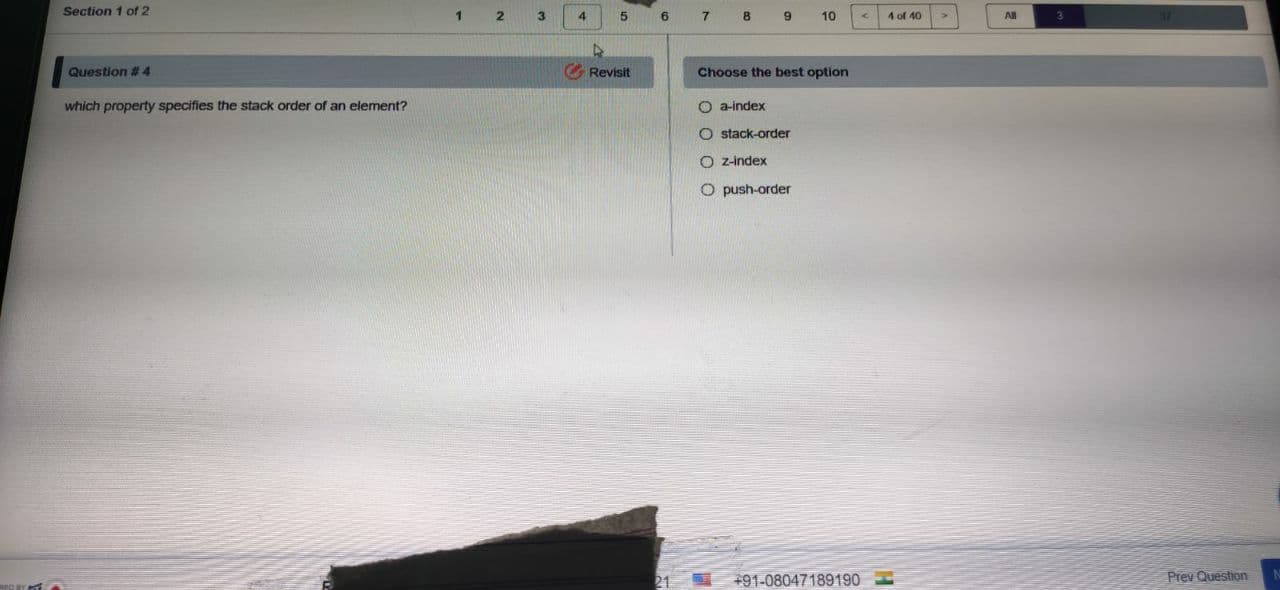 Section 1 of 2
1 2 3 4 5 6 7 8 9 10 < 4 of 40 > All 3 37
Question # 4
Revisit
Choose the best option
which property specifies the stack order of an element?
a-index
stack-order
z-index
push-order
21
+91-08047189190
Prev Question